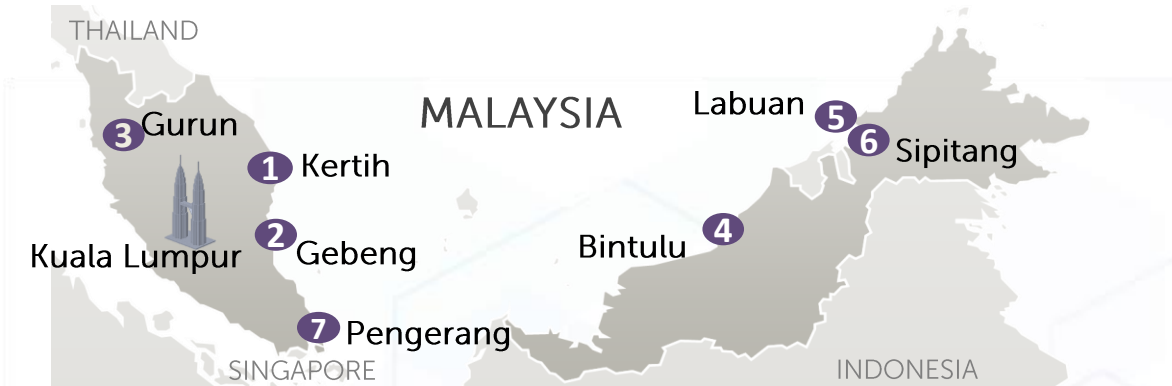 THAILAND
MALAYSIA
3 Gurun
1 Kertih
Kuala Lumpur
2 Gebeng
7 Pengerang
SINGAPORE
Labuan 5
6 Sipitang
Bintulu 4
INDONESIA